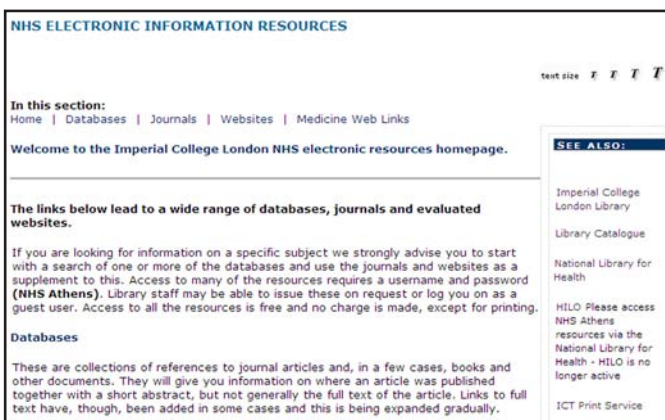 NHS ELECTRONIC INFORMATION RESOURCES
text size T T T T
In this section:
Home | Databases | Journals | Websites | Medicine Web Links
Welcome to the Imperial College London NHS electronic resources homepage.
The links below lead to a wide range of databases, journals and evaluated
websites.
If you are looking for information on a specific subject we strongly advise you to start
with a search of one or more of the databases and use the journals and websites as a
supplement to this. Access to many of the resources requires a username and password
(NHS Athens). Library staff may be able to issue these on request or log you on as a
guest user. Access to all the resources is free and no charge is made, except for printing.
Databases
These are collections of references to journal articles and, in a few cases, books and
other documents. They will give you information on where an article was published
together with a short abstract, but not generally the full text of the article. Links to full
text have, though, been added in some cases and this is being expanded gradually.
SEE ALSO:
Imperial College
London Library
Library Catalogue
National Library for
Health
HILO Please access
NHS Athens
resources via the
National Library for
Health - HILO is no
longer active
ICT Print Service